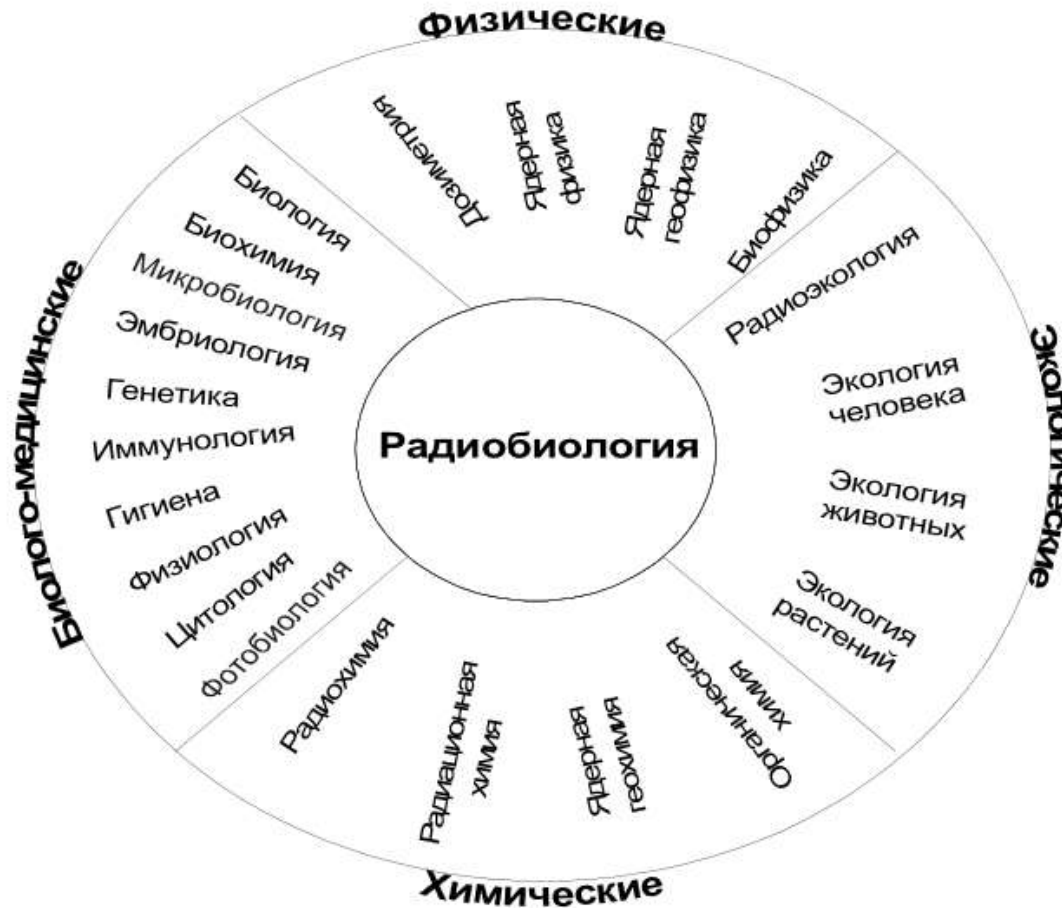 Физические
Дозиметрия
Ядерная
физика
Ядерная
геофизика
Биофизика
Биолого-медицинские
Биология
Биохимия
Микробиология
Эмбриология
Генетика
Иммунология
Гигиена
Физиология
Цитология
Фотобиология
Радиобиология
Экологические
Радиоэкология
Экология
человека
Экология
животных
Экология
растений
Химические
Радиохимия
Радиационная
химия
Ядерная
геохимия
Органическая
химия